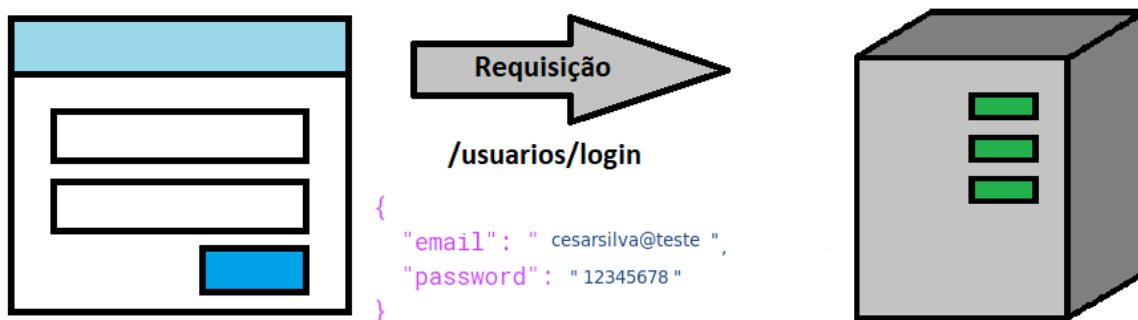 Requisição
/usuarios/login
{
"email": " cesarsilva@teste ",
"password": "12345678"
}